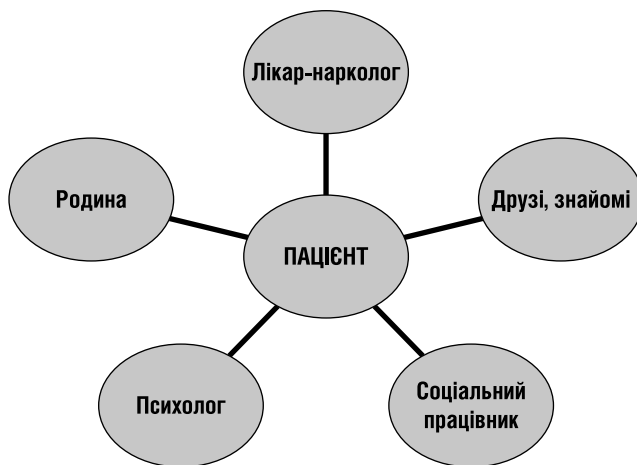 Лікар-нарколог
Родина
Друзі, знайомі
ПАЦІЄНТ
Психолог
Соціальний
працівник